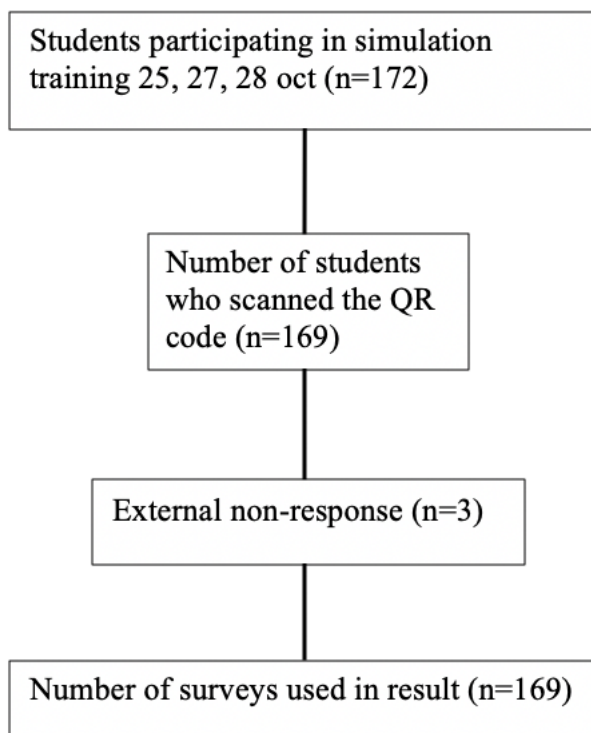 Students participating in simulation
training 25, 27, 28 oct (n=172)
Number of students
who scanned the QR
code (n=169)
External non-response (n=3)
Number of surveys used in result (n=169)